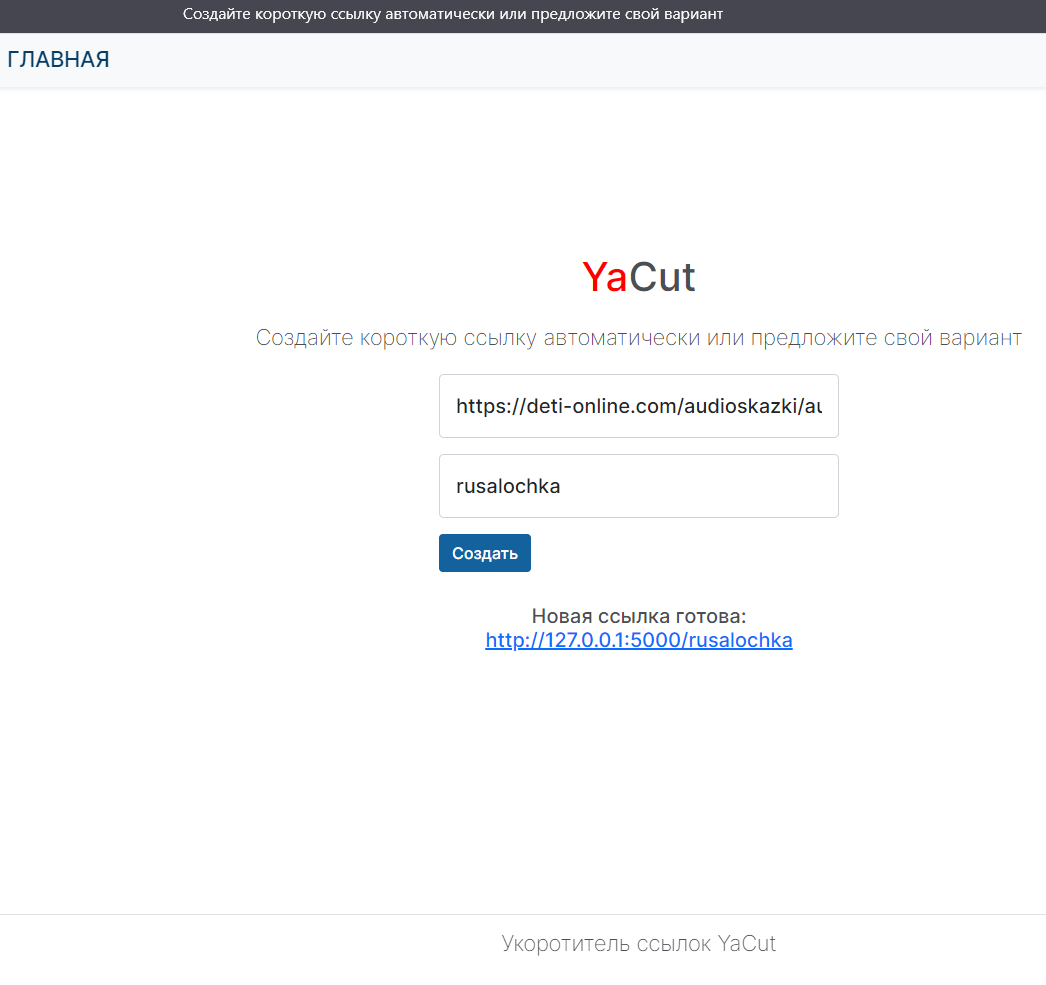 Создайте короткую ссылку автоматически или предложите свой вариант
ГЛАВНАЯ
YaCut
Создайте короткую ссылку автоматически или предложите свой вариант
https://deti-online.com/audioskazki/au
rusalochka
Создать
Новая ссылка готова:
http://127.0.0.1:5000/rusalochka
Укоротитель ссылок YaCut